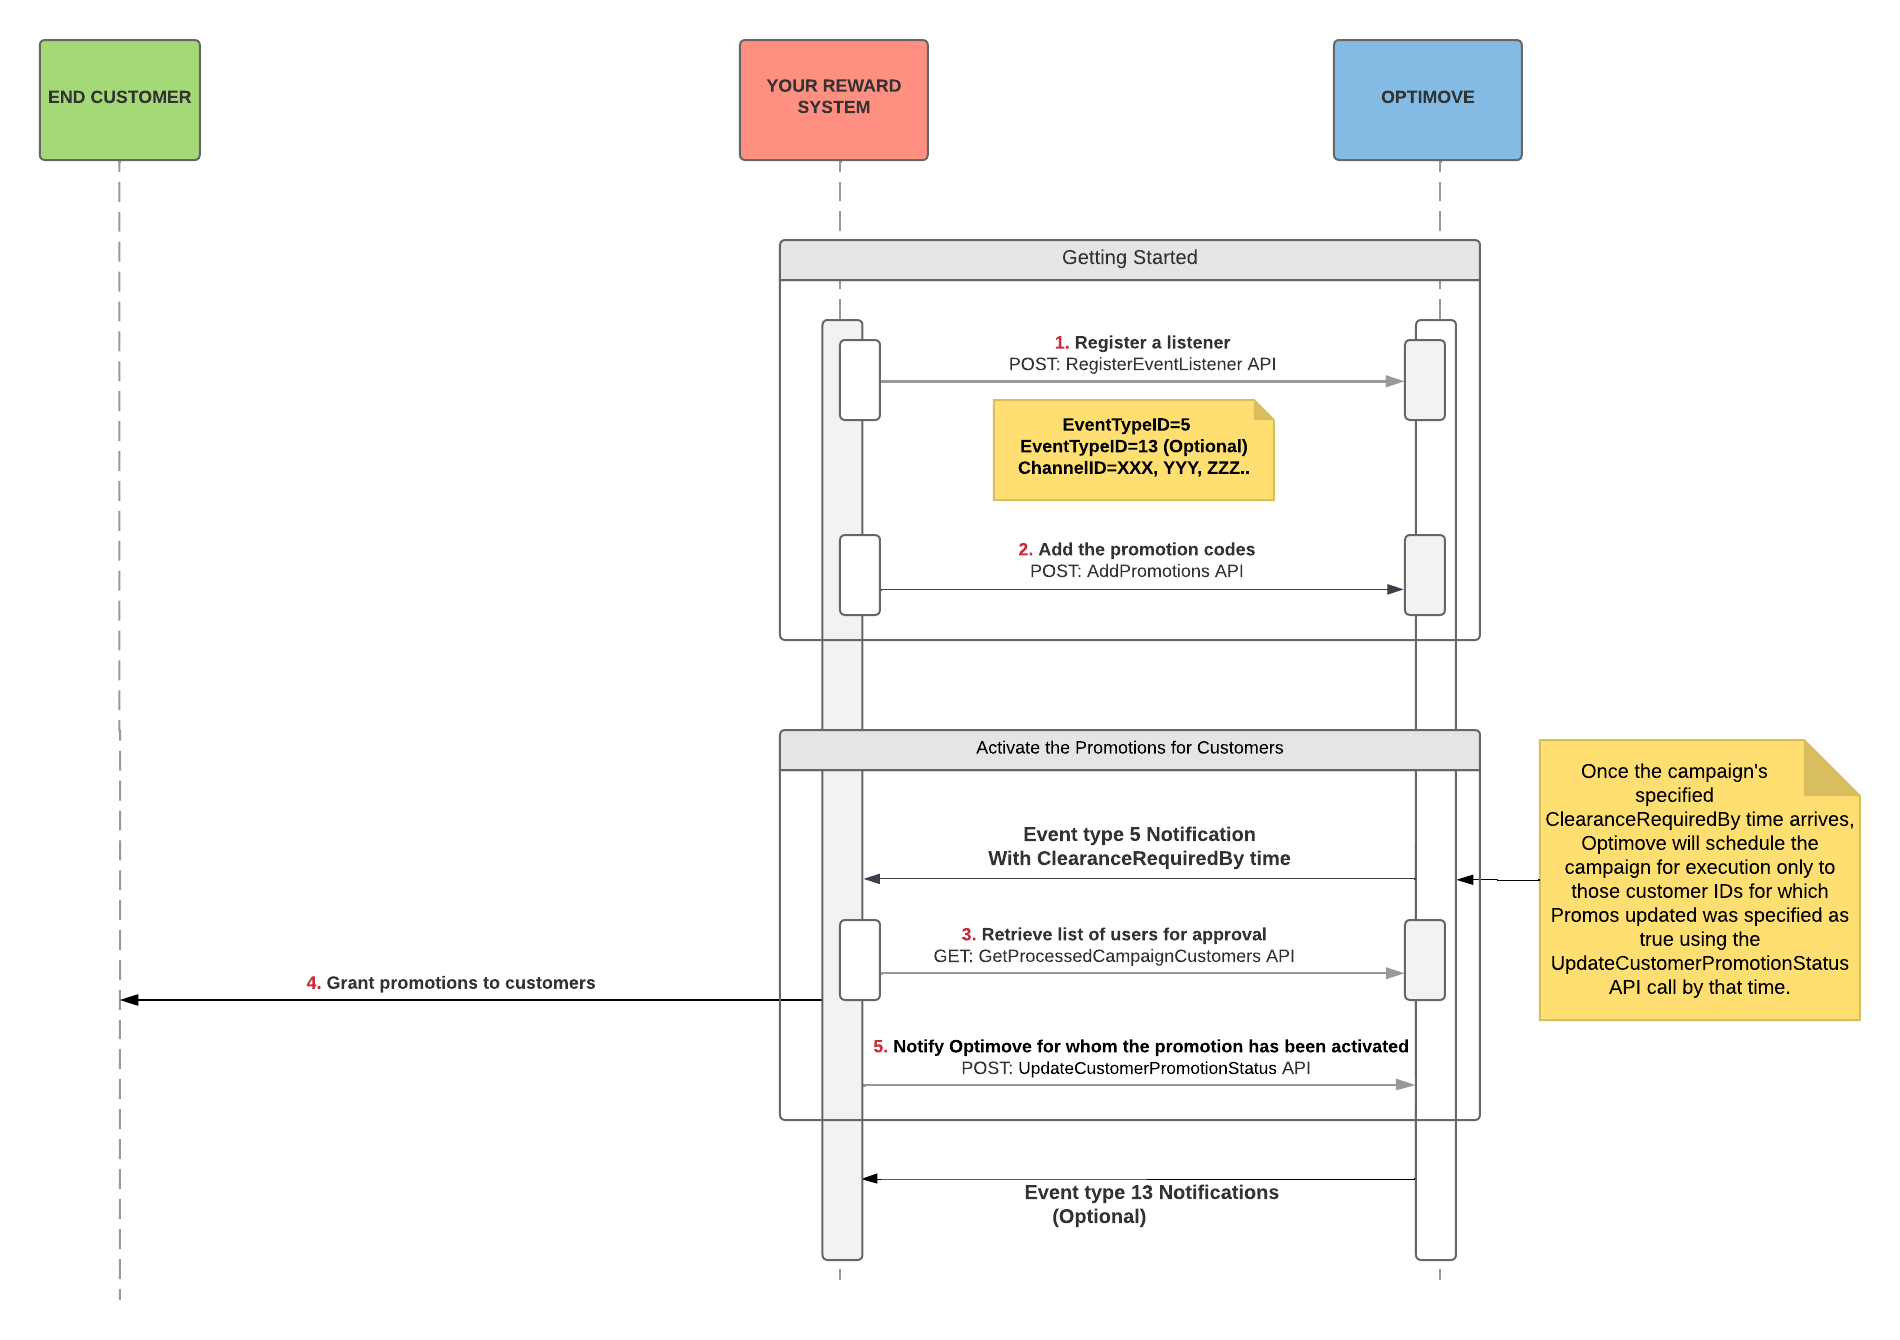 END CUSTOMER
YOUR REWARD
SYSTEM
OPTIMOVE
Getting Started
1. Register a listener
POST: RegisterEventListener API
EventTypeID=5
EventTypeID=13 (Optional)
ChannelID=XXX, YYY, ZZZ..
2. Add the promotion codes
POST: AddPromotions API
Activate the Promotions for Customers
Event type 5 Notification
With ClearanceRequiredBy time
3. Retrieve list of users for approval
GET: GetProcessedCampaignCustomers API
4. Grant promotions to customers
5. Notify Optimove for whom the promotion has been activated
POST: UpdateCustomerPromotionStatus API
Event type 13 Notifications
(Optional)
Once the campaign's
specified
ClearanceRequiredBy time arrives,
Optimove will schedule the
campaign for execution only to
those customer IDs for which
Promos updated was specified as
true using the
UpdateCustomerPromotionStatus
API call by that time.